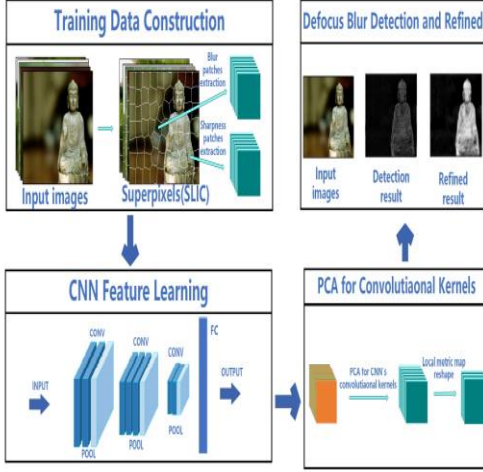 Training Data Construction
Blur
patches
extraction
Sharpness
patches
extraction
Input images
Superpixels(SLIC)
CNN Feature Learning
CONV
CONV
CONV
FC
INPUT
OUTPUT
POOL
POOL
POOL
PCA for Convolutiaonal Kernels
PCA for CNN's
convolutiaonal kernels
Local metric map
reshape
Defocus Blur Detection and Refined
Input
images
Detection
result
Refined
result